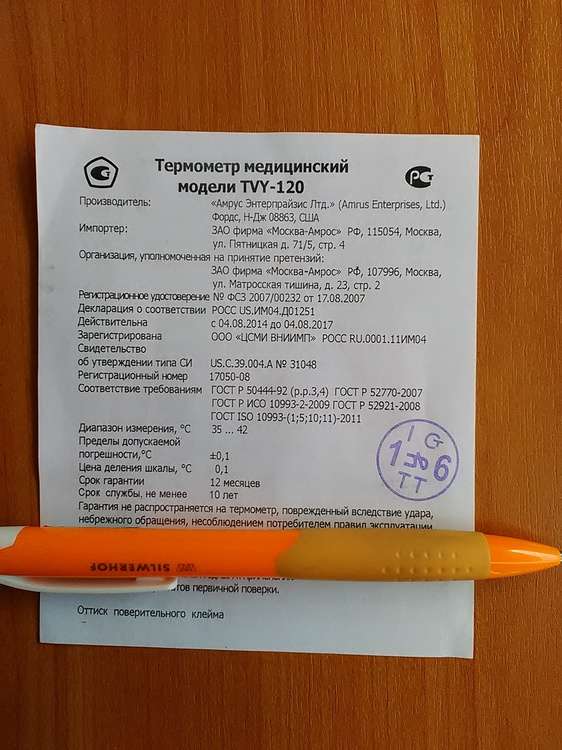 Термометр медицинский
модели TVY-120
Производитель: «Амрус Энтерпрайзис Лтд.» (Amrus Enterprises, Ltd.)
Фордс, Н-Дж 08863, США
Импортер: ЗАО фирма «Москва-Амрос» РФ, 115054, Москва,
ул. Пятницкая д. 71/5, стр. 4
Организация, уполномоченная на принятие претензий:
ЗАО фирма «Москва-Амрос» РФ, 107996, Москва,
ул. Матросская тишина, д. 23, стр. 2
Регистрационное удостоверение № ФСЗ 2007/00232 от 17.08.2007
Декларация о соответствии РОСС US.ИМ04.Д01251
Действительна с 04.08.2014 до 04.08.2017
Зарегистрирована ООО «ЦСМИ ВНИИМП» РОСС RU.0001.11ИМ04
Свидетельство
об утверждении типа СИ US.C.39.004.A № 31048
Регистрационный номер 17050-08
Соответствие требованиям ГОСТ Р 50444-92 (р.р.3,4) ГОСТ Р 52770-2007
ГОСТ Р ИСО 10993-2-2009 ГОСТ Р 52921-2008
ГОСТ ISO 10993-(1;5;10;11)-2011
Диапазон измерения, °С 35 ... 42
Пределы допускаемой
погрешности,°С ±0,1
Цена деления шкалы, °С 0,1
Срок гарантии 12 месяцев
Срок службы, не менее 10 лет
I G
1 6
TT
Гарантия не распространяется на термометр, поврежденный вследствие удара,
небрежного обращения, несоблюдением потребителем правил эксплуатации
SILWERHOF
первичной поверки.
Оттиск поверительного клейма